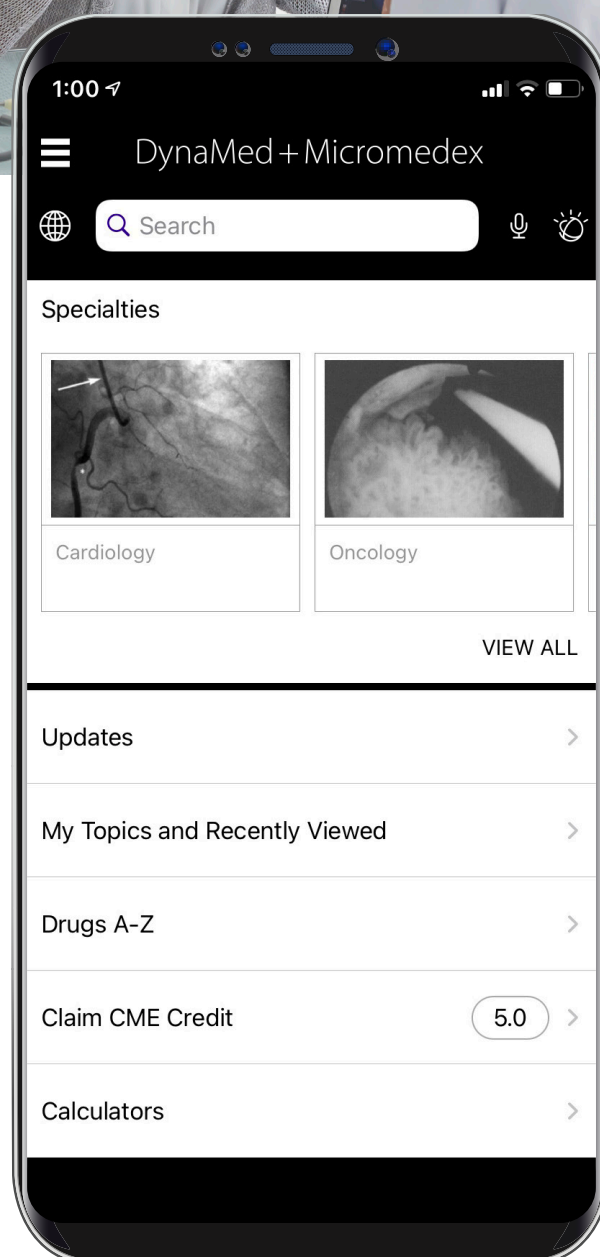 1:00
DynaMed + Micromedex
Search
Specialties
Cardiology
Oncology
VIEW ALL
Updates
My Topics and Recently Viewed
Drugs A-Z
Claim CME Credit 5.0
Calculators